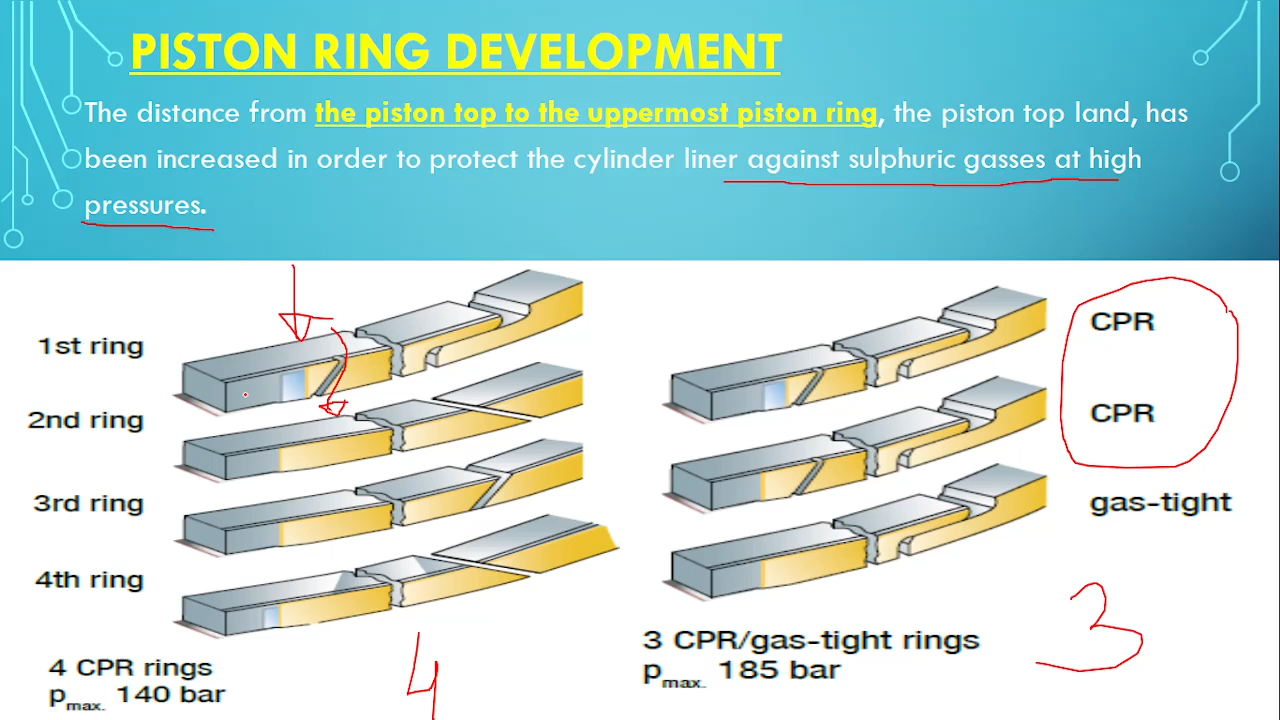 PISTON RING DEVELOPMENT
The distance from the piston top to the uppermost piston ring, the piston top land, has
been increased in order to protect the cylinder liner against sulphuric gasses at high
pressures.
1st ring
2nd ring
3rd ring
4th ring
4 CPR rings
pmax. 140 bar
4
CPR
CPR
gas-tight
3 CPR/gas-tight rings
pmax. 185 bar
3